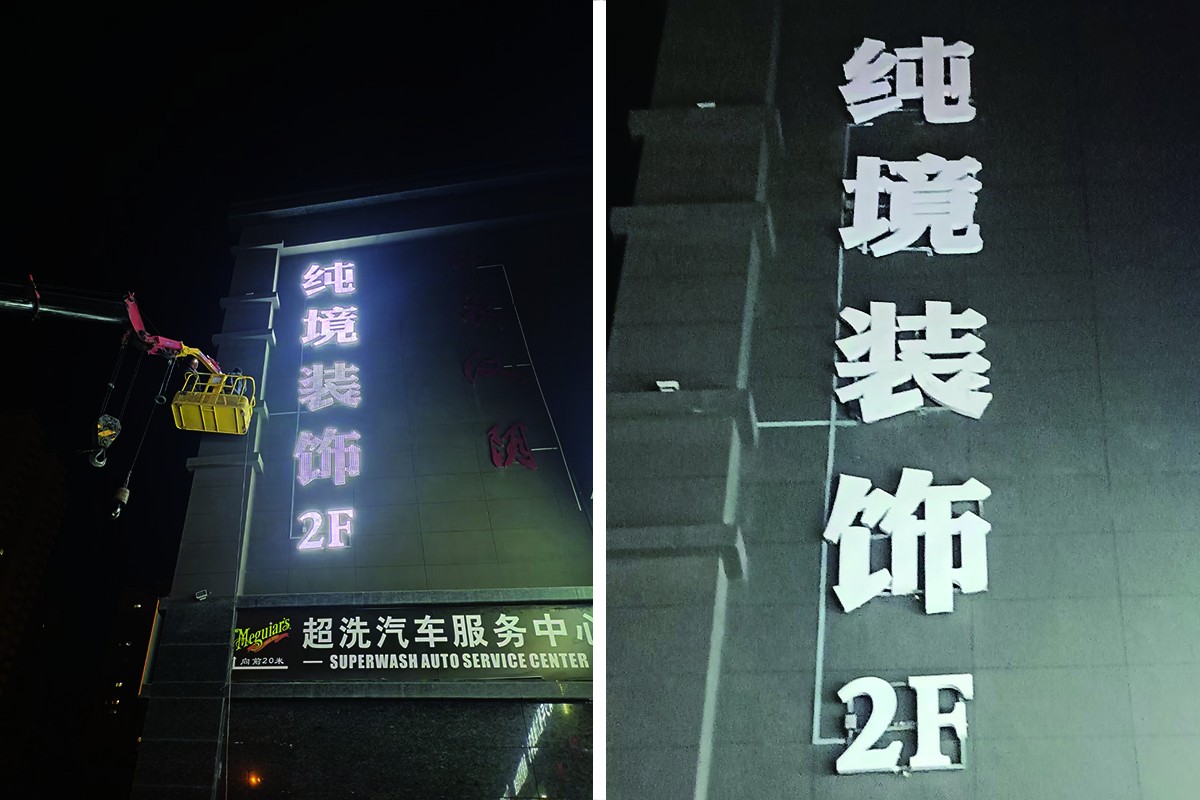 纯
境
装
饰
2F
Meguiar's
向前20米
超洗汽车服务中心
SUPERWASH AUTO SERVICE CENTER
纯
境
装
饰
2F